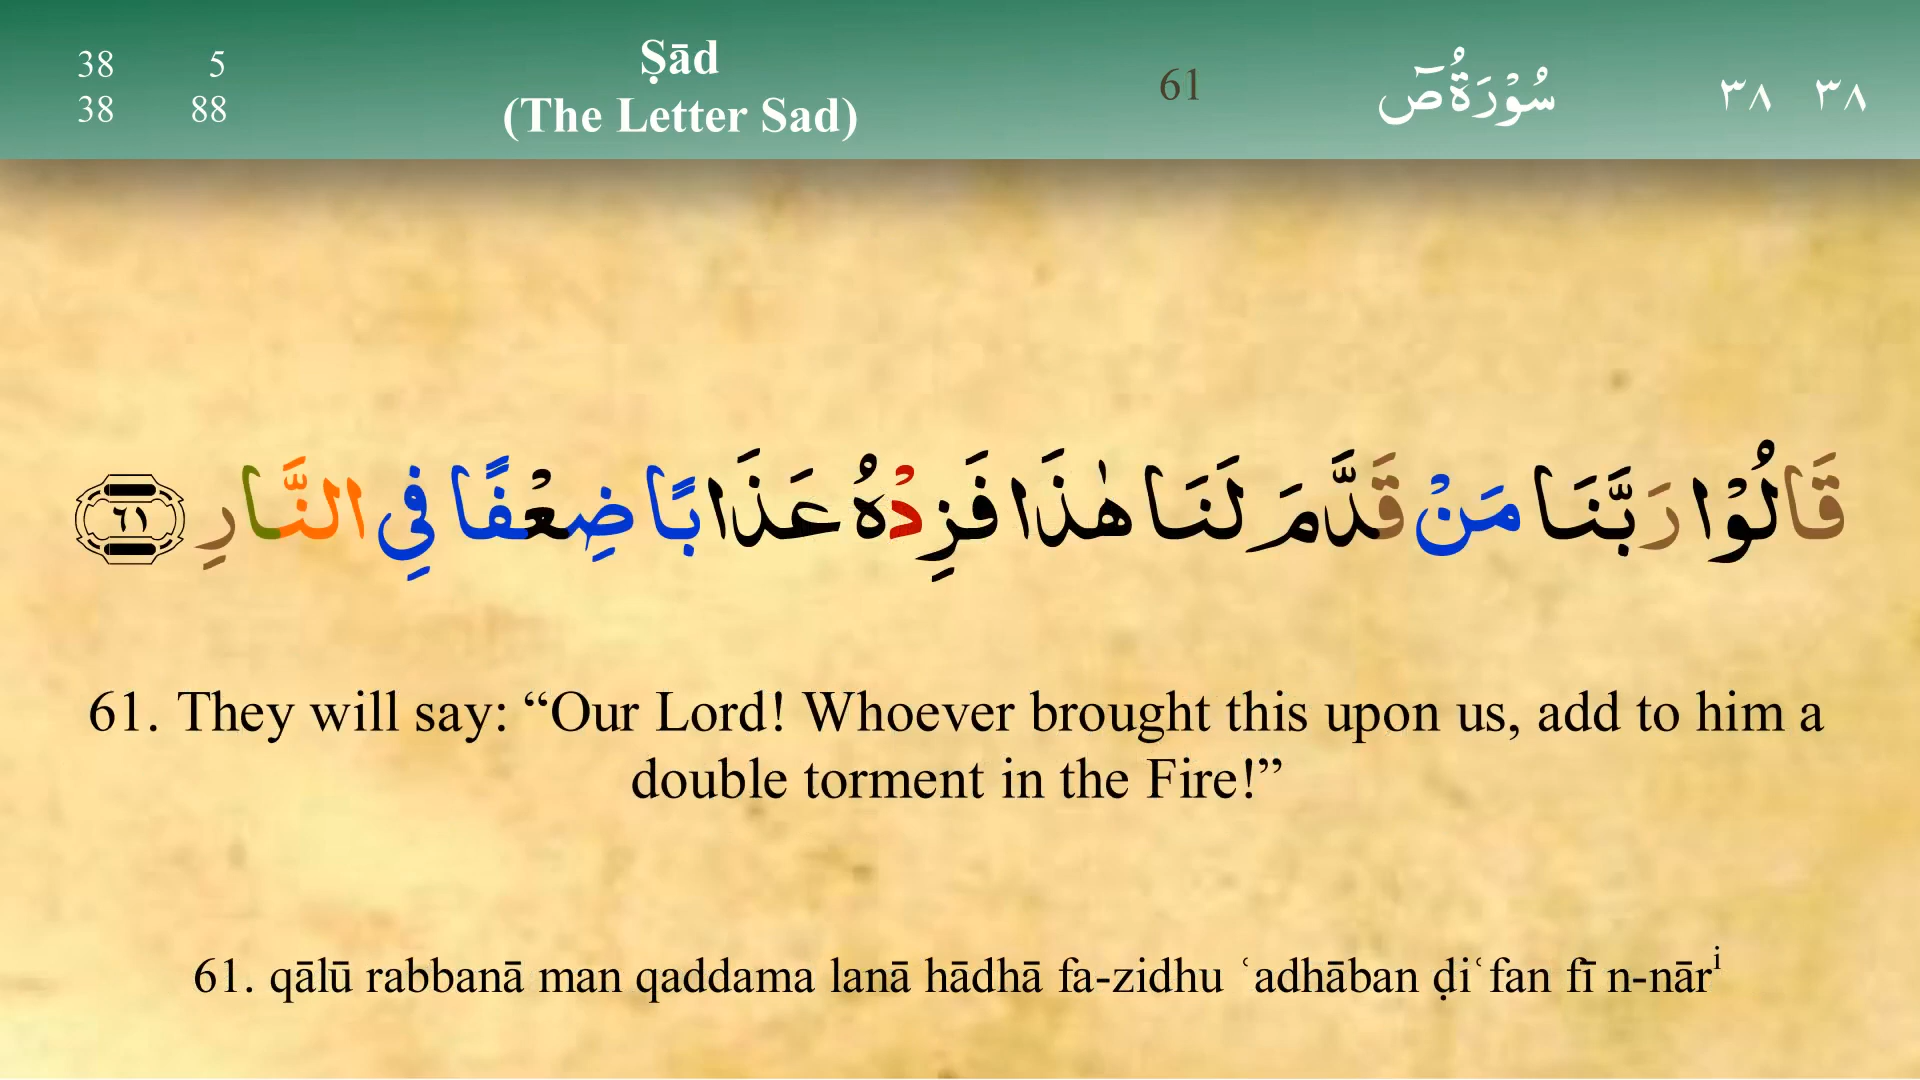 38 5
38 88
Ṣād
(The Letter Sad)
61
سُوْرَةُ صٓ
٣٨ ٣٨
قَالُوْا رَبَّنَا مَنْ قَدَّمَ لَنَا هٰذَا فَزِدْهُ عَذَابًا ضِعْفًا فِي النَّارِ ٦١
61. They will say: “Our Lord! Whoever brought this upon us, add to him a
double torment in the Fire!”
61. qālū rabbanā man qaddama lanā hādhā fa-zidhu ʿadhāban ḍiʿfan fī n-nārⁱ